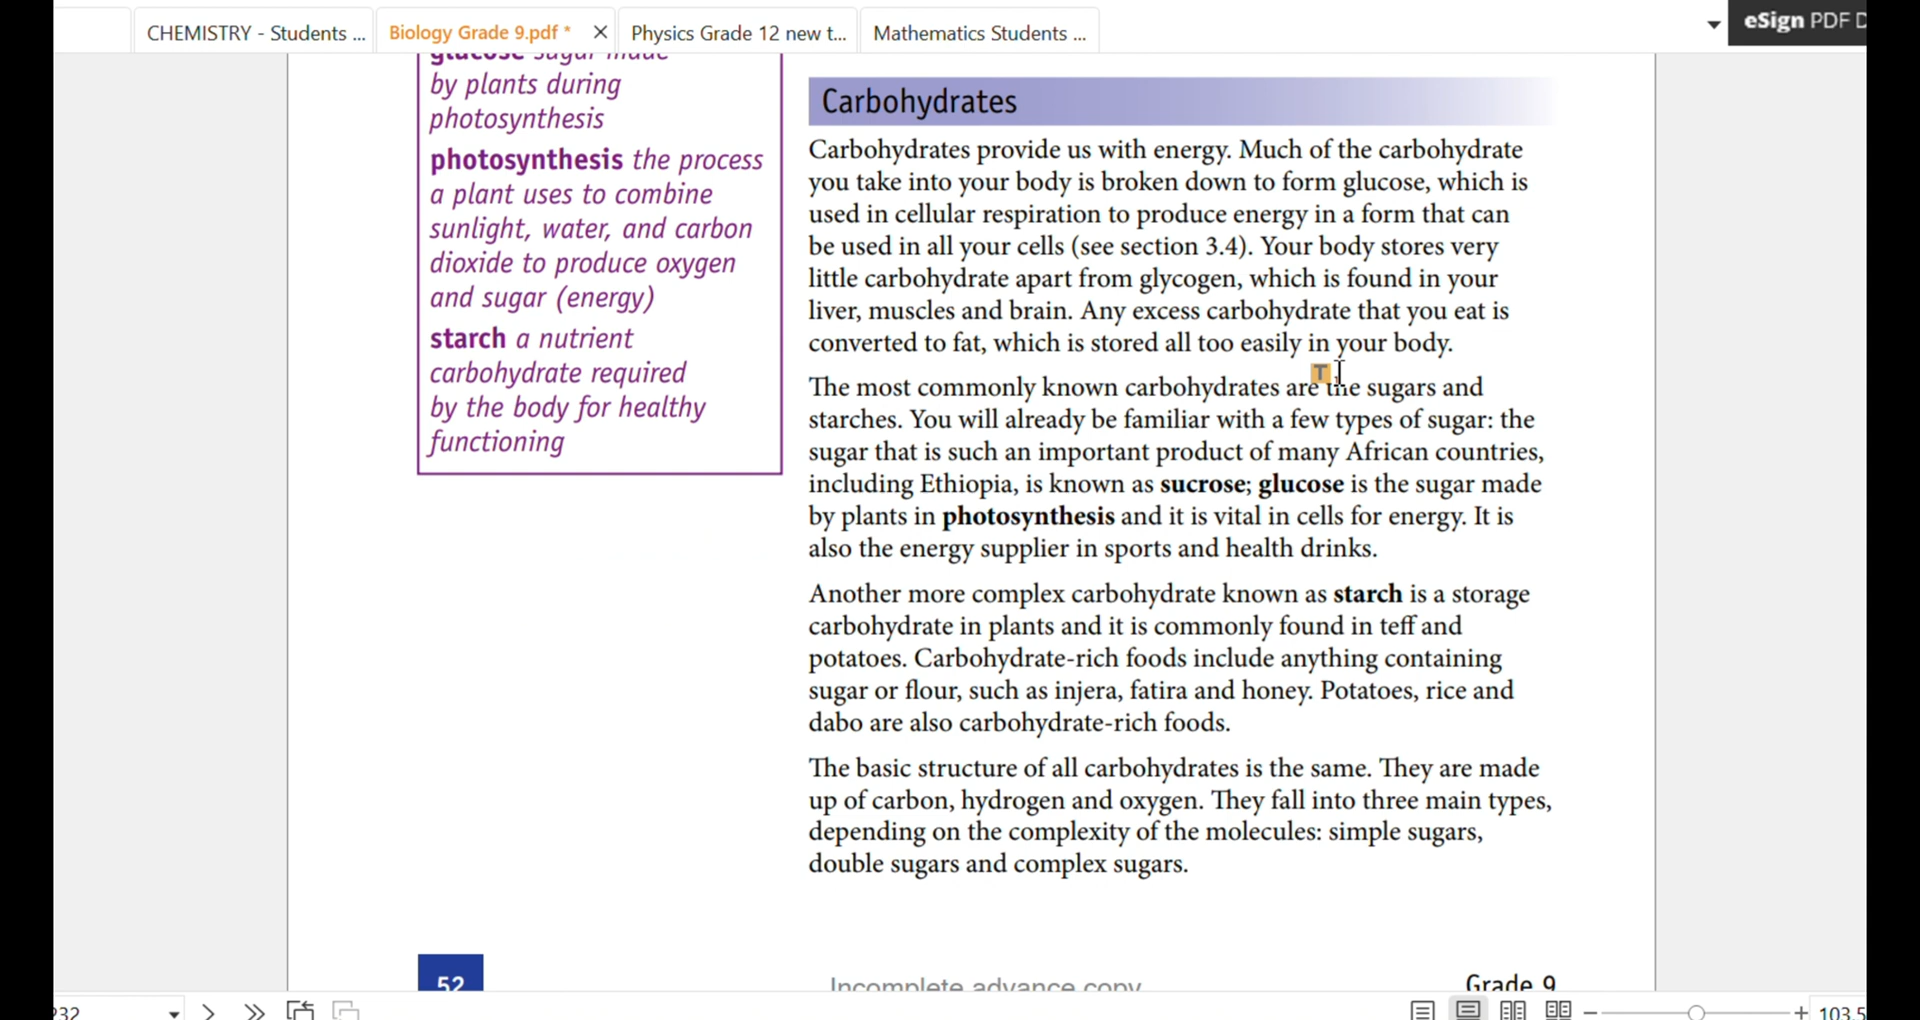 CHEMISTRY - Students ...
Biology Grade 9.pdf *
Physics Grade 12 new t...
Mathematics Students ...
eSign PDF D
glucose sugar made
by plants during
photosynthesis
photosynthesis the process
a plant uses to combine
sunlight, water, and carbon
dioxide to produce oxygen
and sugar (energy)
starch a nutrient
carbohydrate required
by the body for healthy
functioning
Carbohydrates
Carbohydrates provide us with energy. Much of the carbohydrate
you take into your body is broken down to form glucose, which is
used in cellular respiration to produce energy in a form that can
be used in all your cells (see section 3.4). Your body stores very
little carbohydrate apart from glycogen, which is found in your
liver, muscles and brain. Any excess carbohydrate that you eat is
converted to fat, which is stored all too easily in your body.
The most commonly known carbohydrates are the sugars and
starches. You will already be familiar with a few types of sugar: the
sugar that is such an important product of many African countries,
including Ethiopia, is known as sucrose; glucose is the sugar made
by plants in photosynthesis and it is vital in cells for energy. It is
also the energy supplier in sports and health drinks.
Another more complex carbohydrate known as starch is a storage
carbohydrate in plants and it is commonly found in teff and
potatoes. Carbohydrate-rich foods include anything containing
sugar or flour, such as injera, fatira and honey. Potatoes, rice and
dabo are also carbohydrate-rich foods.
The basic structure of all carbohydrates is the same. They are made
up of carbon, hydrogen and oxygen. They fall into three main types,
depending on the complexity of the molecules: simple sugars,
double sugars and complex sugars.
52
Incomplete advance copy
Grade 9
232
103.5